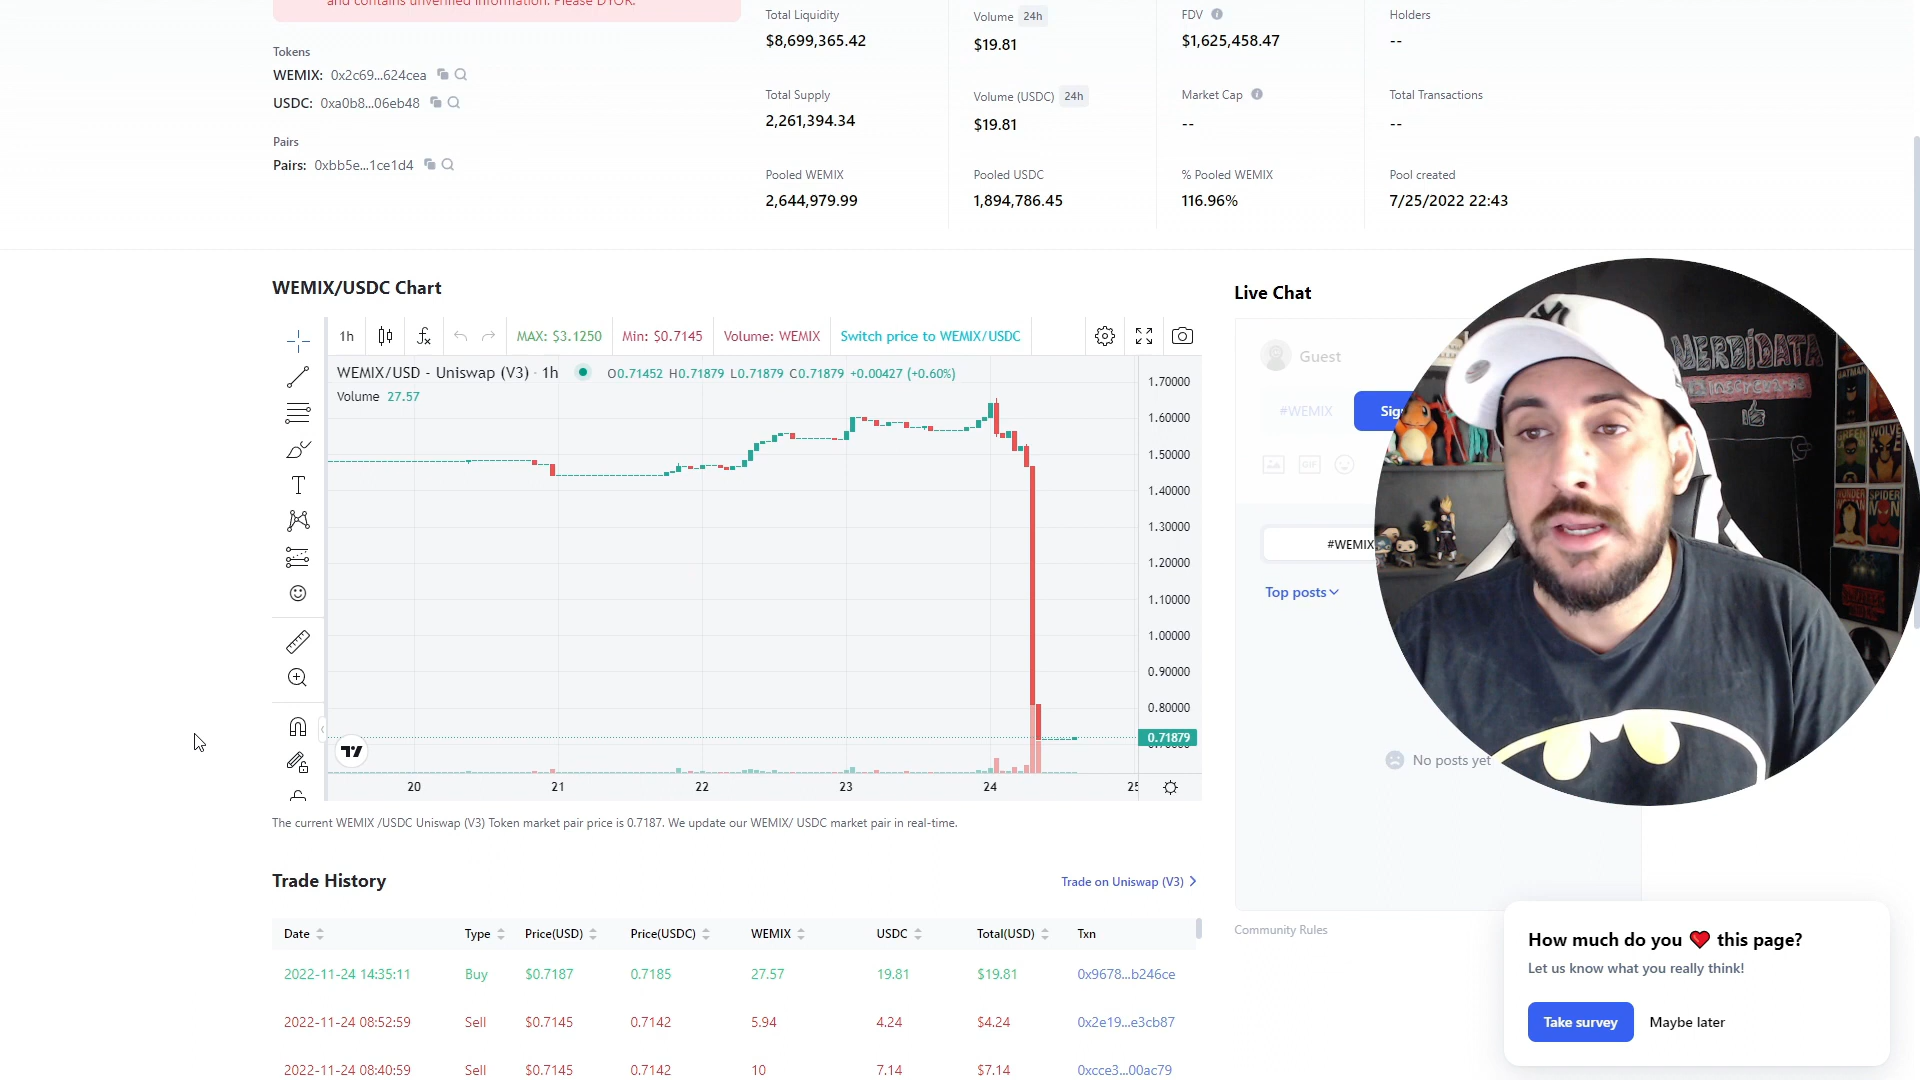 and contains unverified information. Please DYOR.
Tokens
WEMIX: 0x2c69...624cea
USDC: 0xa0b8...06eb48
Pairs
Pairs: 0xbb5e...1ce1d4
Total Liquidity
$8,699,365.42
Volume 24h
$19.81
FDV
$1,625,458.47
Holders
--
Total Supply
2,261,394.34
Volume (USDC) 24h
$19.81
Market Cap
--
Total Transactions
--
Pooled WEMIX
2,644,979.99
Pooled USDC
1,894,786.45
% Pooled WEMIX
116.96%
Pool created
7/25/2022 22:43
WEMIX/USDC Chart
1h
MAX: $3.1250
Min: $0.7145
Volume: WEMIX
Switch price to WEMIX/USDC
WEMIX/USD - Uniswap (V3) · 1h O0.71452 H0.71879 L0.71879 C0.71879 +0.00427 (+0.60%)
Volume 27.57
1.70000
1.60000
1.50000
1.40000
1.30000
1.20000
1.10000
1.00000
0.90000
0.80000
0.71879
20 21 22 23 24 25
The current WEMIX /USDC Uniswap (V3) Token market pair price is 0.7187. We update our WEMIX/ USDC market pair in real-time.
Live Chat
Guest
#WEMIX
GIF
#WEMIX
Top posts
No posts yet
Community Rules
NERDIDATA
BATMAN
WOLVE
WONDER
SPIDER
Trade History
Trade on Uniswap (V3)
Date Type Price(USD) Price(USDC) WEMIX USDC Total(USD) Txn
2022-11-24 14:35:11 Buy $0.7187 0.7185 27.57 19.81 $19.81 0x9678...b246ce
2022-11-24 08:52:59 Sell $0.7145 0.7142 5.94 4.24 $4.24 0x2e19...e3cb87
2022-11-24 08:40:59 Sell $0.7145 0.7142 10 7.14 $7.14 0xcce3...00ac79
How much do you ❤️ this page?
Let us know what you really think!
Take survey
Maybe later